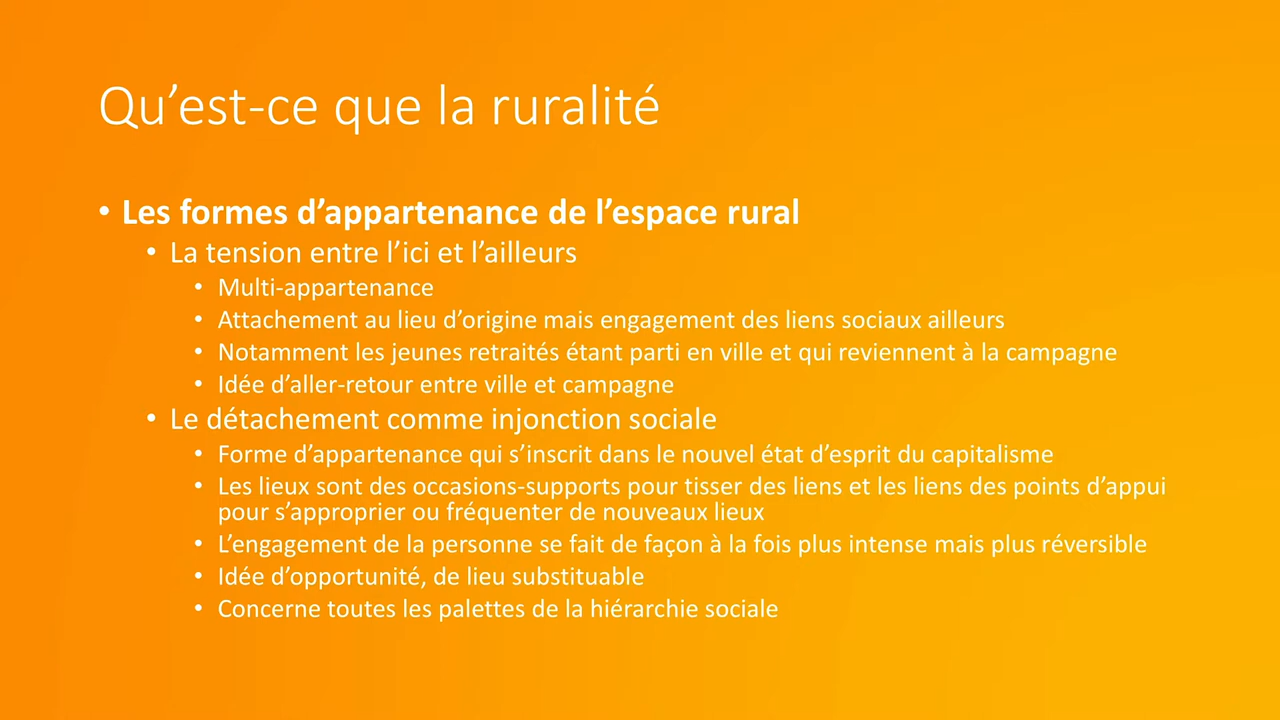 Qu’est-ce que la ruralité
• Les formes d’appartenance de l’espace rural
• La tension entre l’ici et l’ailleurs
• Multi-appartenance
• Attachement au lieu d’origine mais engagement des liens sociaux ailleurs
• Notamment les jeunes retraités étant parti en ville et qui reviennent à la campagne
• Idée d’aller-retour entre ville et campagne
• Le détachement comme injonction sociale
• Forme d’appartenance qui s’inscrit dans le nouvel état d’esprit du capitalisme
• Les lieux sont des occasions-supports pour tisser des liens et les liens des points d’appui
pour s’approprier ou fréquenter de nouveaux lieux
• L’engagement de la personne se fait de façon à la fois plus intense mais plus réversible
• Idée d’opportunité, de lieu substituable
• Concerne toutes les palettes de la hiérarchie sociale